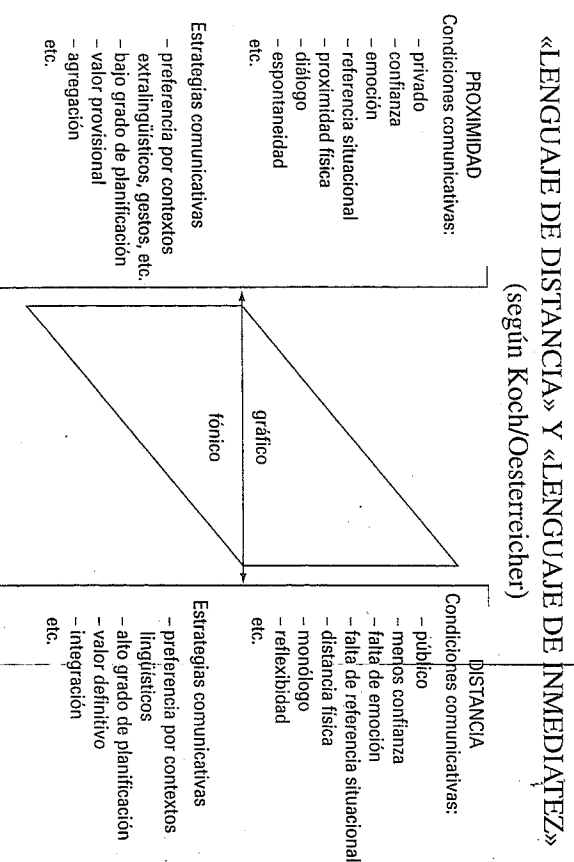 «LENGUAJE DE DISTANCIA» Y «LENGUAJE DE INMEDIATEZ»
(según Koch/Oesterreicher)
PROXIMIDAD
Condiciones comunicativas:
– privado
– confianza
– emoción
– referencia situacional
– proximidad física
– diálogo
– espontaneidad
etc.
Estrategias comunicativas
– preferencia por contextos
extralingüísticos, gestos, etc.
– bajo grado de planificación
– valor provisional
– agregación
etc.
gráfico
fónico
DISTANCIA
Condiciones comunicativas:
– público
– menos confianza
– falta de emoción
– falta de referencia situacional
– distancia física
– monólogo
– reflexibidad
etc.
Estrategias comunicativas
– preferencia por contextos
lingüísticos
– alto grado de planificación
– valor definitivo
– integración
etc.